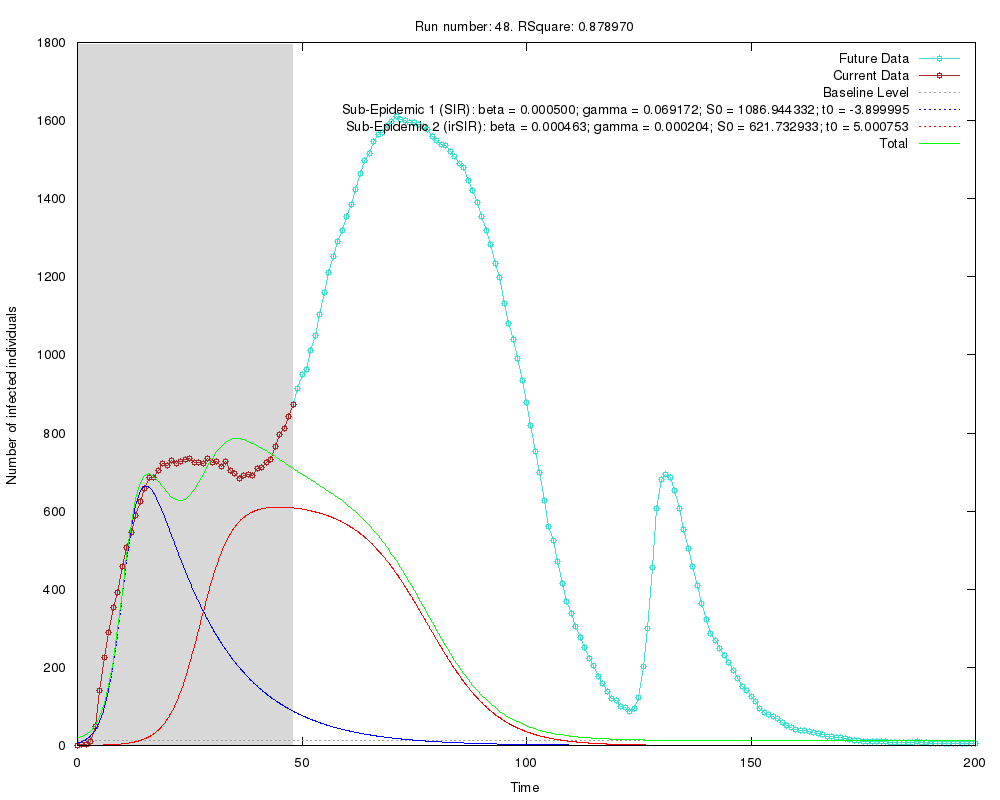 Run number: 48. RSquare: 0.878970
1800
1600
1400
1200
1000
800
600
400
200
0
Number of infected individuals
Future Data
Current Data
Baseline Level
Sub-Epidemic 1 (SIR): beta = 0.000500; gamma = 0.069172; S0 = 1086.944332; t0 = -3.899995
Sub-Epidemic 2 (irSIR): beta = 0.000463; gamma = 0.000204; S0 = 621.732933; t0 = 5.000753
Total
0 50 100 150 200
Time